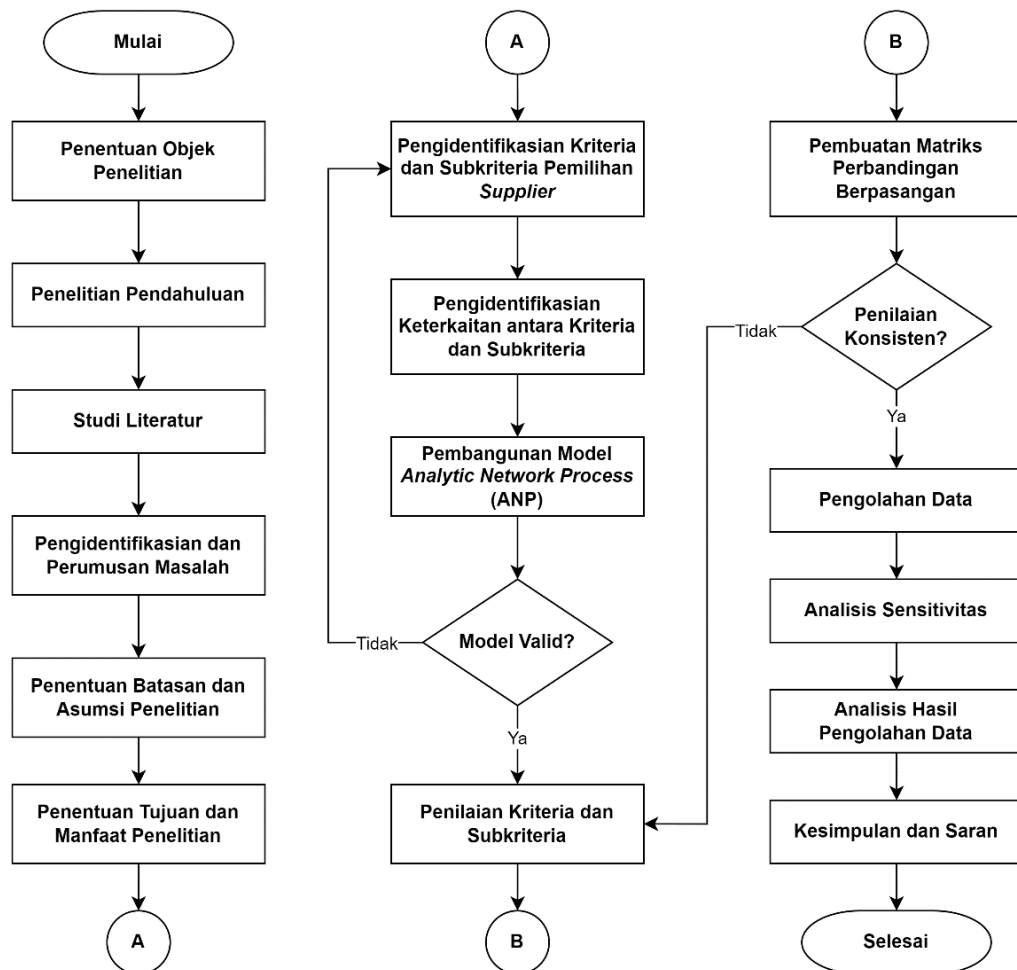 Mulai
Penentuan Objek
Penelitian
Penelitian Pendahuluan
Studi Literatur
Pengidentifikasian dan
Perumusan Masalah
Penentuan Batasan dan
Asumsi Penelitian
Penentuan Tujuan dan
Manfaat Penelitian
A
A
Pengidentifikasian Kriteria
dan Subkriteria Pemilihan
Supplier
Pengidentifikasian
Keterkaitan antara Kriteria
dan Subkriteria
Pembangunan Model
Analytic Network Process
(ANP)
Model Valid?
Tidak
Ya
Penilaian Kriteria dan
Subkriteria
B
B
Pembuatan Matriks
Perbandingan
Berpasangan
Penilaian
Konsisten?
Tidak
Ya
Pengolahan Data
Analisis Sensitivitas
Analisis Hasil
Pengolahan Data
Kesimpulan dan Saran
Selesai